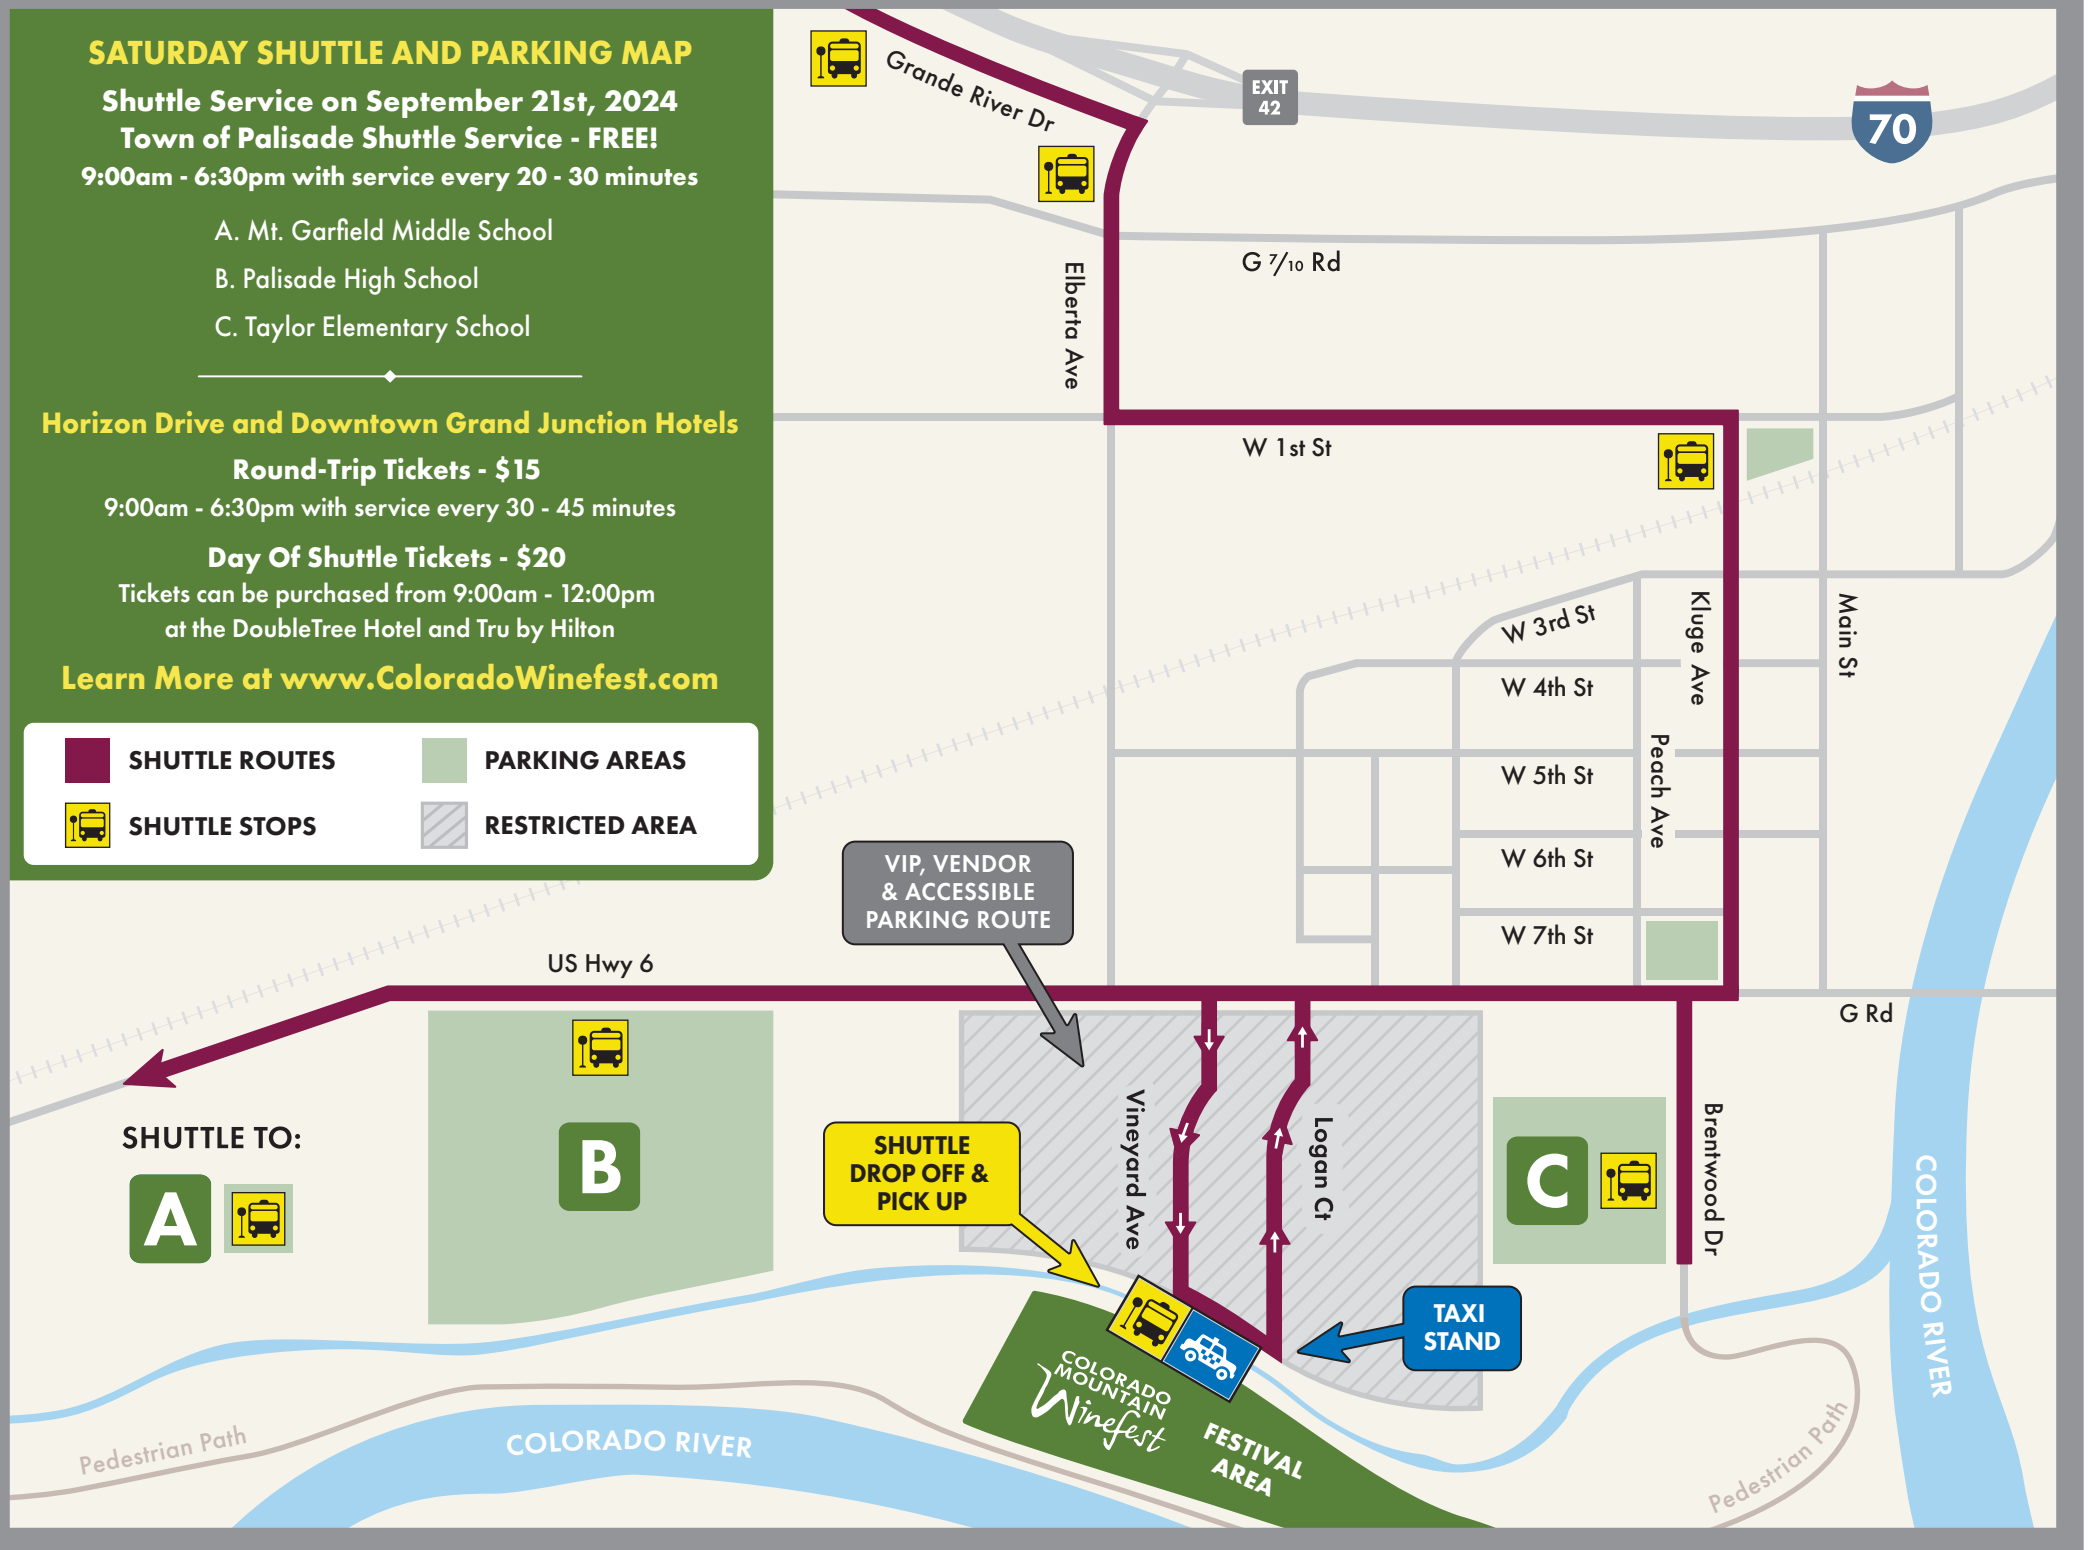 SATURDAY SHUTTLE AND PARKING MAP
Shuttle Service on September 21st, 2024
Town of Palisade Shuttle Service - FREE!
9:00am - 6:30pm with service every 20 - 30 minutes
A. Mt. Garfield Middle School
B. Palisade High School
C. Taylor Elementary School
Horizon Drive and Downtown Grand Junction Hotels
Round-Trip Tickets - $15
9:00am - 6:30pm with service every 30 - 45 minutes
Day Of Shuttle Tickets - $20
Tickets can be purchased from 9:00am - 12:00pm
at the DoubleTree Hotel and Tru by Hilton
Learn More at www.ColoradoWinefest.com
SHUTTLE ROUTES
PARKING AREAS
SHUTTLE STOPS
RESTRICTED AREA
Grande River Dr
EXIT
42
70
G 7/10 Rd
Elberta Ave
W 1st St
W 3rd St
Kluge Ave
Main St
W 4th St
Peach Ave
W 5th St
W 6th St
W 7th St
VIP, VENDOR
& ACCESSIBLE
PARKING ROUTE
US Hwy 6
G Rd
SHUTTLE TO:
A
B
SHUTTLE
DROP OFF &
PICK UP
Vineyard Ave
Logan Ct
C
Brentwood Dr
COLORADO RIVER
TAXI
STAND
COLORADO
MOUNTAIN
Winefest
FESTIVAL
AREA
Pedestrian Path
COLORADO RIVER
Pedestrian Path